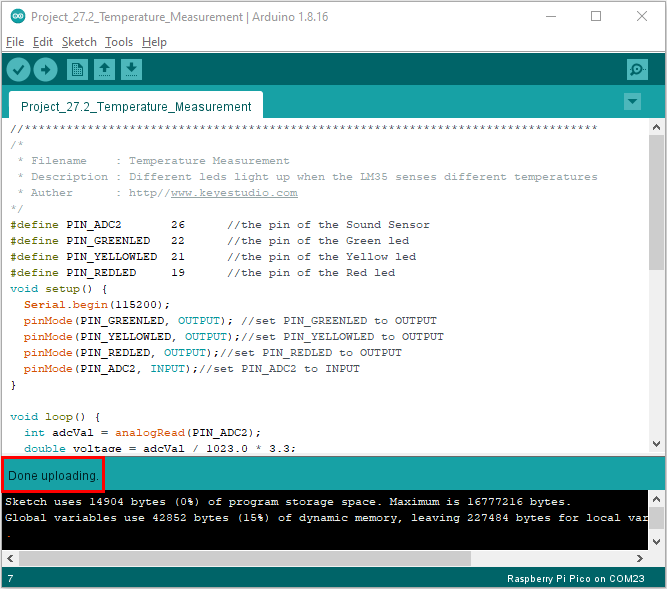 Project_27.2_Temperature_Measurement | Arduino 1.8.16
File Edit Sketch Tools Help
Project_27.2_Temperature_Measurement
//**********************************************************************************
/*
* Filename : Temperature Measurement
* Description : Different leds light up when the LM35 senses different temperatures
* Auther : http//www.keyestudio.com
*/
#define PIN_ADC2 26 //the pin of the Sound Sensor
#define PIN_GREENLED 22 //the pin of the Green led
#define PIN_YELLOWLED 21 //the pin of the Yellow led
#define PIN_REDLED 19 //the pin of the Red led
void setup() {
Serial.begin(115200);
pinMode(PIN_GREENLED, OUTPUT); //set PIN_GREENLED to OUTPUT
pinMode(PIN_YELLOWLED, OUTPUT);//set PIN_YELLOWLED to OUTPUT
pinMode(PIN_REDLED, OUTPUT);//set PIN_REDLED to OUTPUT
pinMode(PIN_ADC2, INPUT);//set PIN_ADC2 to INPUT
}
void loop() {
int adcVal = analogRead(PIN_ADC2);
double voltage = adcVal / 1023.0 * 3.3;
Done uploading.
Sketch uses 14904 bytes (0%) of program storage space. Maximum is 16777216 bytes.
Global variables use 42852 bytes (15%) of dynamic memory, leaving 227484 bytes for local var
.
7 Raspberry Pi Pico on COM23